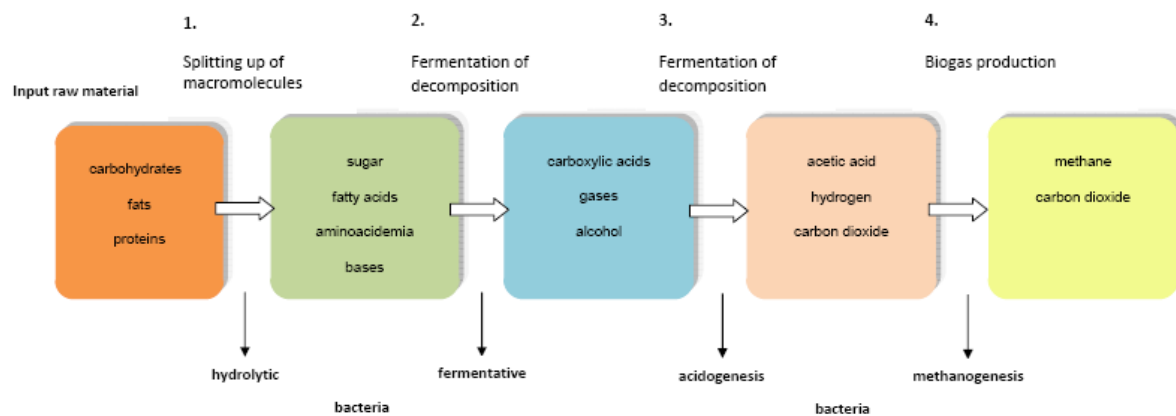 1.
2.
3.
4.
Splitting up of
macromolecules
Fermentation of
decomposition
Fermentation of
decomposition
Biogas production
Input raw material
carbohydrates
fats
proteins
sugar
fatty acids
aminoacidemia
bases
carboxylic acids
gases
alcohol
acetic acid
hydrogen
carbon dioxide
methane
carbon dioxide
hydrolytic
fermentative
acidogenesis
methanogenesis
bacteria
bacteria